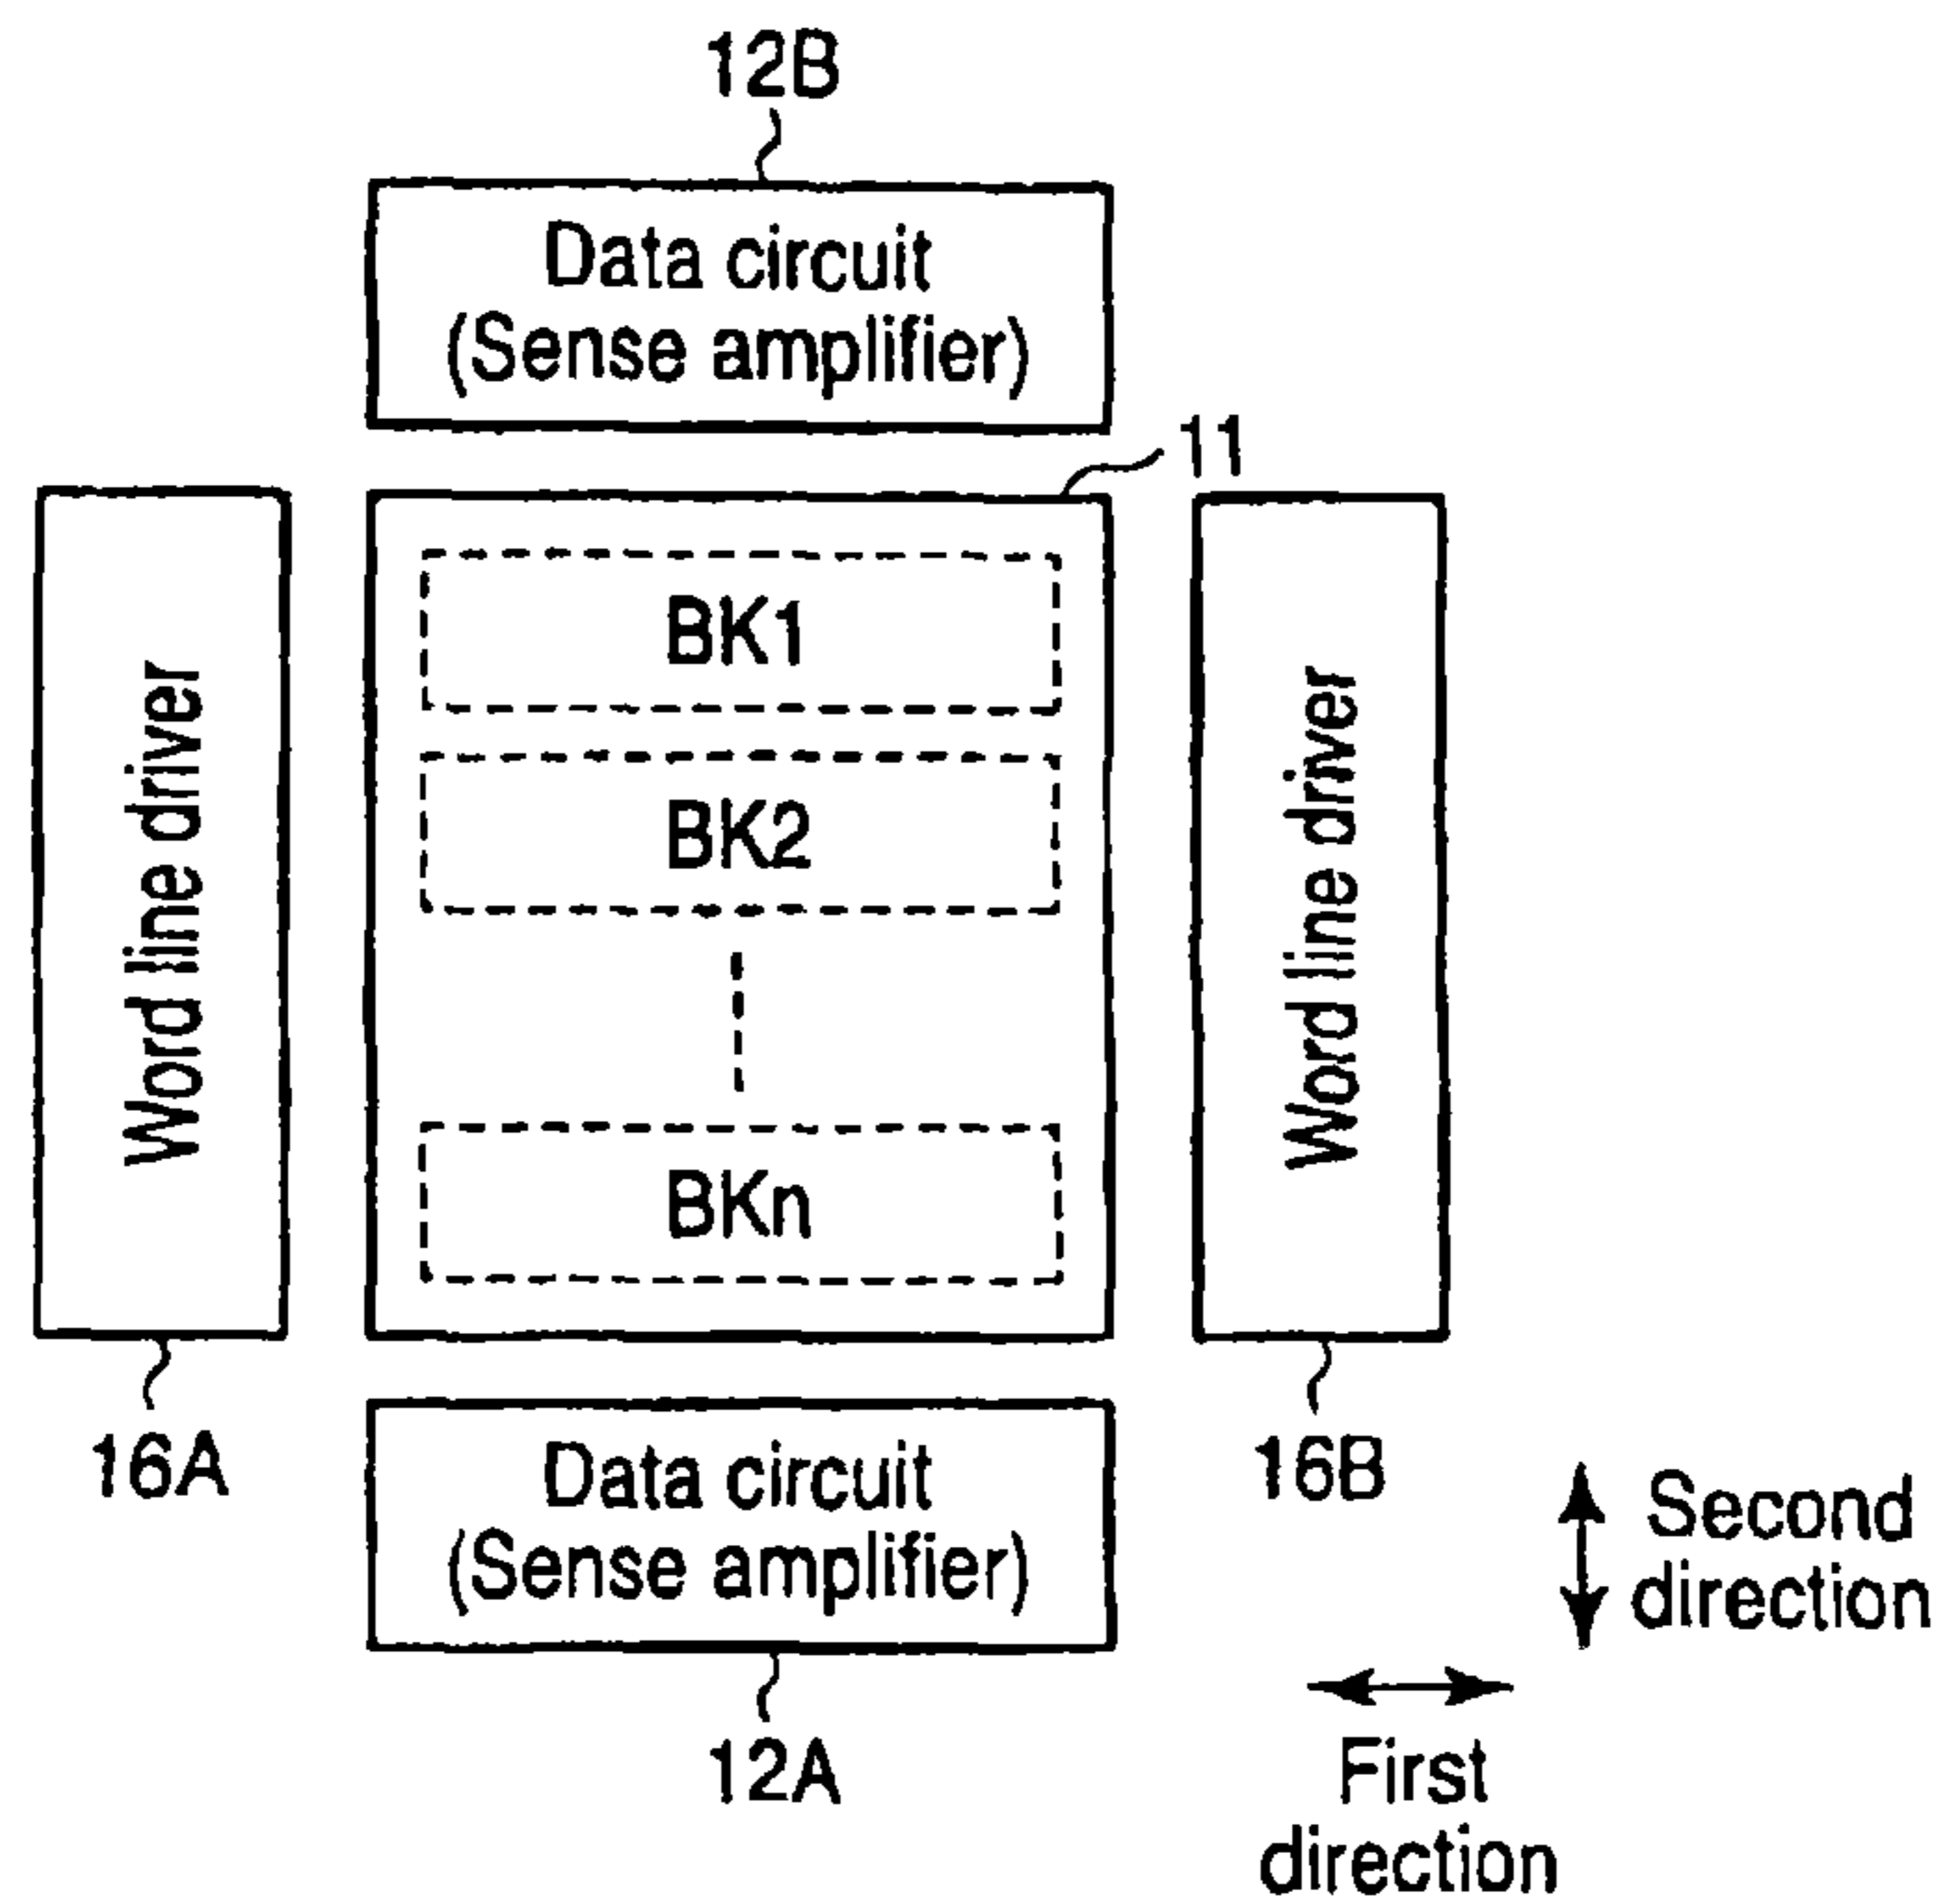 12B
Data circuit
(Sense amplifier)
11
BK1
BK2
BKn
Word line driver
Word line driver
16A
16B
Data circuit
(Sense amplifier)
12A
Second
direction
First
direction